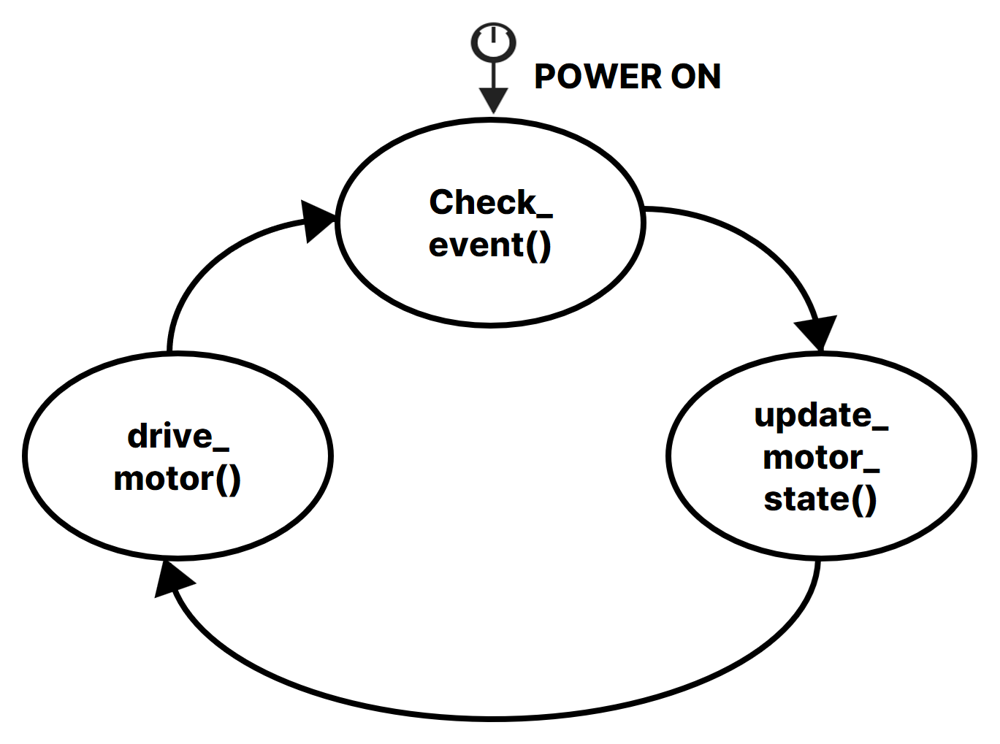 POWER ON
Check_
event()
drive_
motor()
update_
motor_
state()